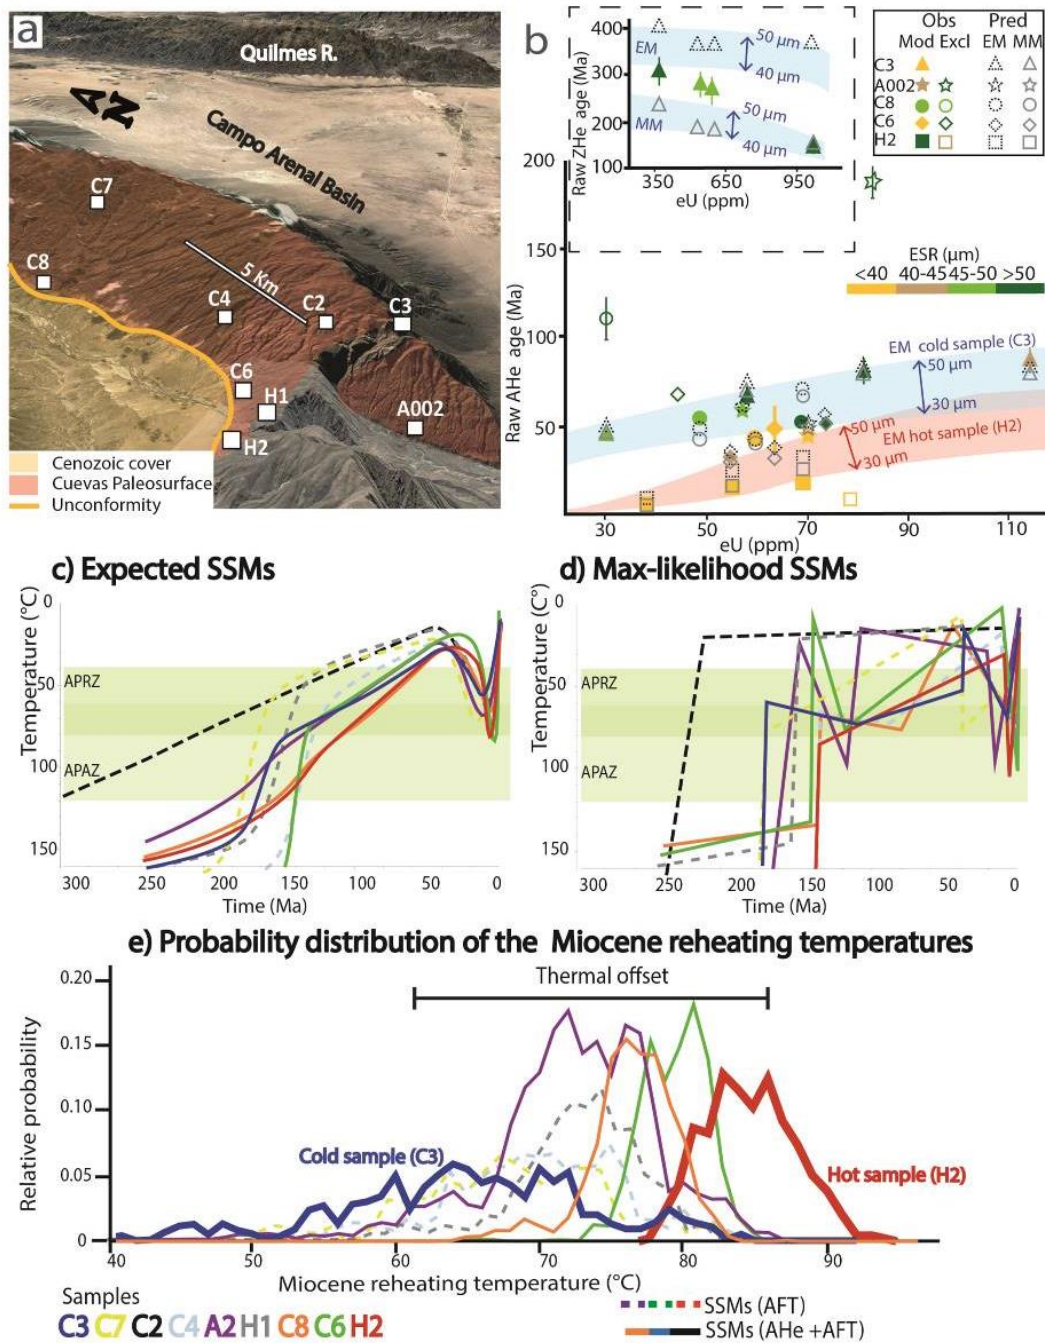 a
Quilmes R.
N
Campo Arenal Basin
C7
C8
5 Km
C4
C2
C3
C6
H1
H2
A002
Cenozoic cover
Cuevas Paleosurface
Unconformity
b
Raw ZHe age (Ma)
400
300
200
100
EM
50 μm
40 μm
MM
50 μm
40 μm
350
650
950
eU (ppm)
Obs
Pred
Mod Excl
EM MM
C3
A002
C8
C6
H2
ESR (μm)
<40
40-45
45-50
>50
Raw AHe age (Ma)
200
150
100
50
EM cold sample (C3)
50 μm
30 μm
50 μm
EM hot sample (H2)
30 μm
30
50
70
90
110
eU (ppm)
c) Expected SSMs
Temperature (°C)
0
50
100
150
APRZ
APAZ
300
250
200
150
100
50
0
Time (Ma)
d) Max-likelihood SSMs
Temperature (C°)
0
50
100
150
APRZ
APAZ
300
250
200
150
100
50
0
Time (Ma)
e) Probability distribution of the Miocene reheating temperatures
Relative probability
0.20
0.15
0.10
0.05
0
Thermal offset
Cold sample (C3)
Hot sample (H2)
40
50
60
70
80
90
Miocene reheating temperature (°C)
Samples
C3 C7 C2 C4 A2 H1 C8 C6 H2
SSMs (AFT)
SSMs (AHe +AFT)